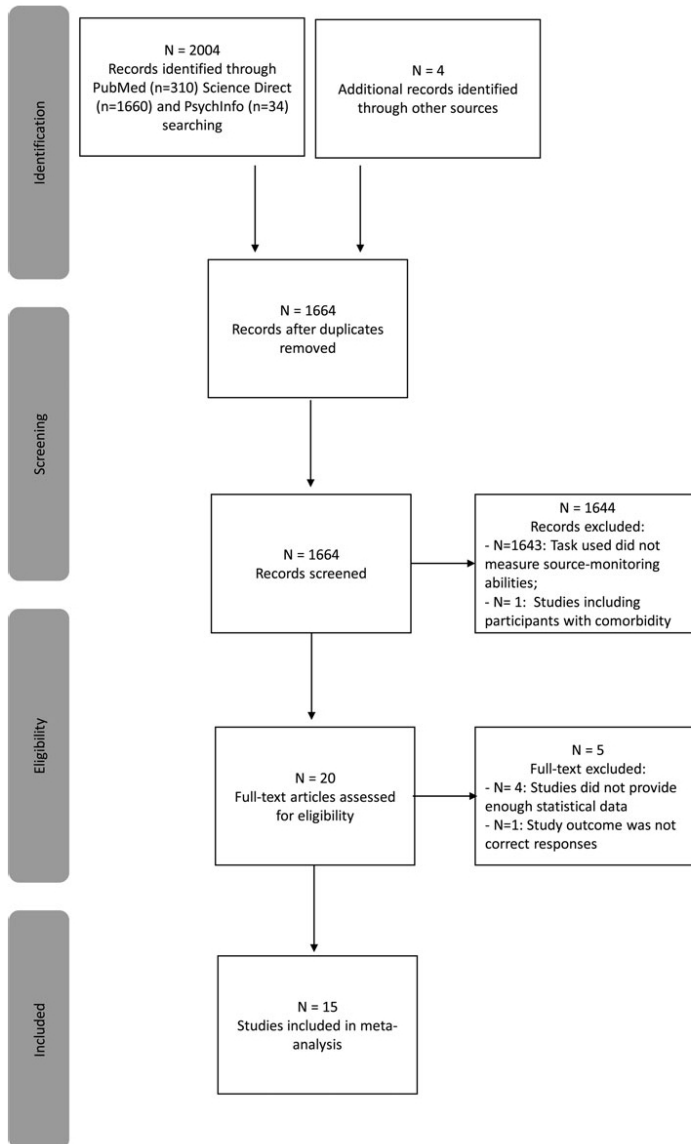 Identification
N = 2004
Records identified through
PubMed (n=310) Science Direct
(n=1660) and PsychInfo (n=34)
searching
N = 4
Additional records identified
through other sources
N = 1664
Records after duplicates
removed
Screening
N = 1664
Records screened
N = 1644
Records excluded:
- N=1643: Task used did not
measure source-monitoring
abilities;
- N= 1:  Studies including
participants with comorbidity
Eligibility
N = 20
Full-text articles assessed
for eligibility
N = 5
Full-text excluded:
- N= 4: Studies did not provide
enough statistical data
- N=1: Study outcome was not
correct responses
Included
N = 15
Studies included in meta-
analysis